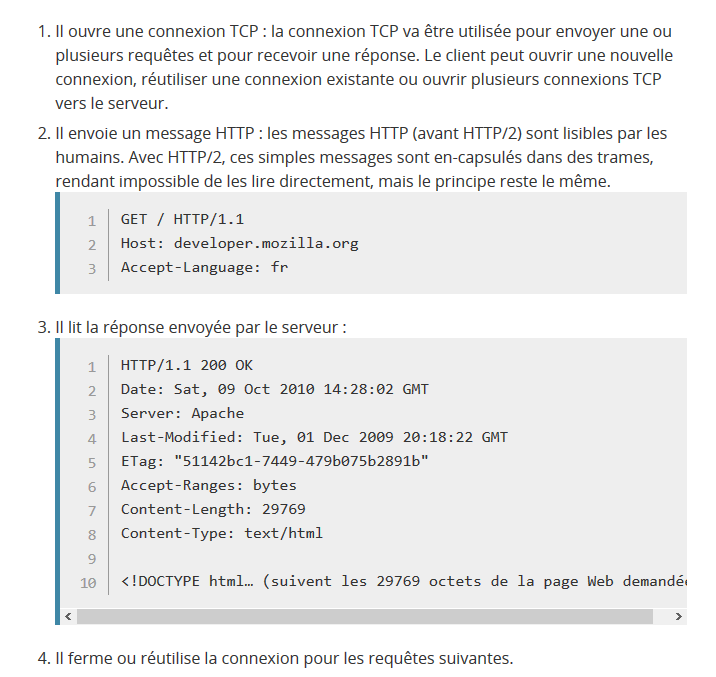 1. Il ouvre une connexion TCP : la connexion TCP va être utilisée pour envoyer une ou
plusieurs requêtes et pour recevoir une réponse. Le client peut ouvrir une nouvelle
connexion, réutiliser une connexion existante ou ouvrir plusieurs connexions TCP
vers le serveur.
2. Il envoie un message HTTP : les messages HTTP (avant HTTP/2) sont lisibles par les
humains. Avec HTTP/2, ces simples messages sont en-capsulés dans des trames,
rendant impossible de les lire directement, mais le principe reste le même.
1 GET / HTTP/1.1
2 Host: developer.mozilla.org
3 Accept-Language: fr
3. Il lit la réponse envoyée par le serveur :
1 HTTP/1.1 200 OK
2 Date: Sat, 09 Oct 2010 14:28:02 GMT
3 Server: Apache
4 Last-Modified: Tue, 01 Dec 2009 20:18:22 GMT
5 ETag: "51142bc1-7449-479b075b2891b"
6 Accept-Ranges: bytes
7 Content-Length: 29769
8 Content-Type: text/html
9
10 <!DOCTYPE html… (suivent les 29769 octets de la page Web demandé
4. Il ferme ou réutilise la connexion pour les requêtes suivantes.